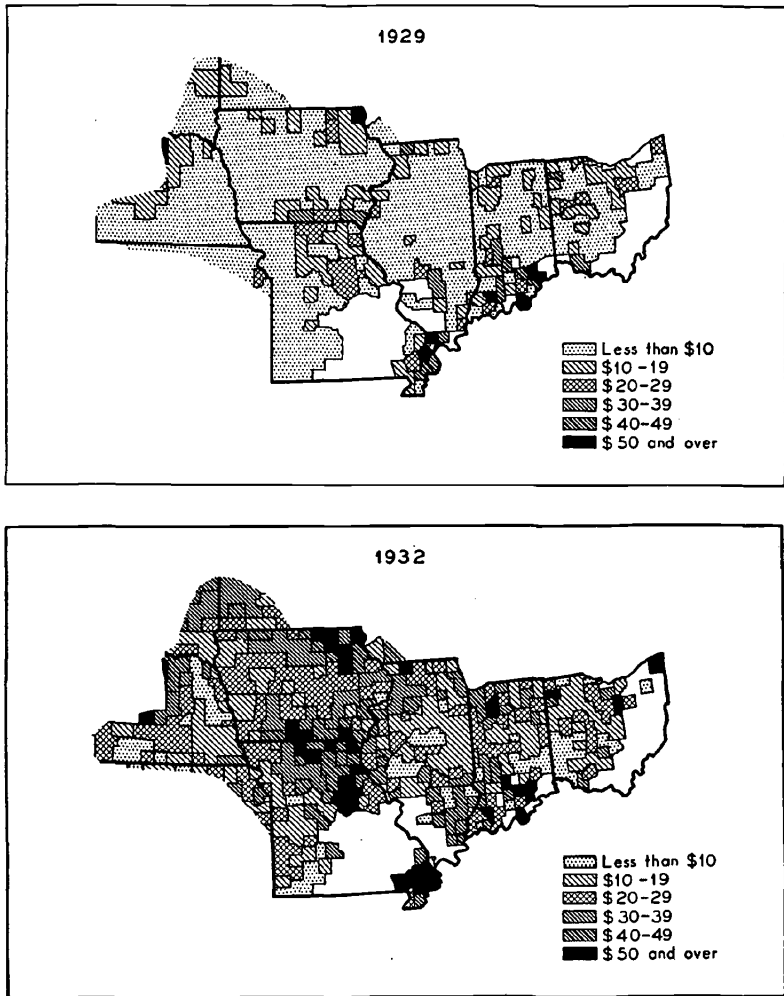 1929
Less than $10
$10-19
$20-29
$30-39
$40-49
$50 and over
1932
Less than $10
$10-19
$20-29
$30-39
$40-49
$50 and over